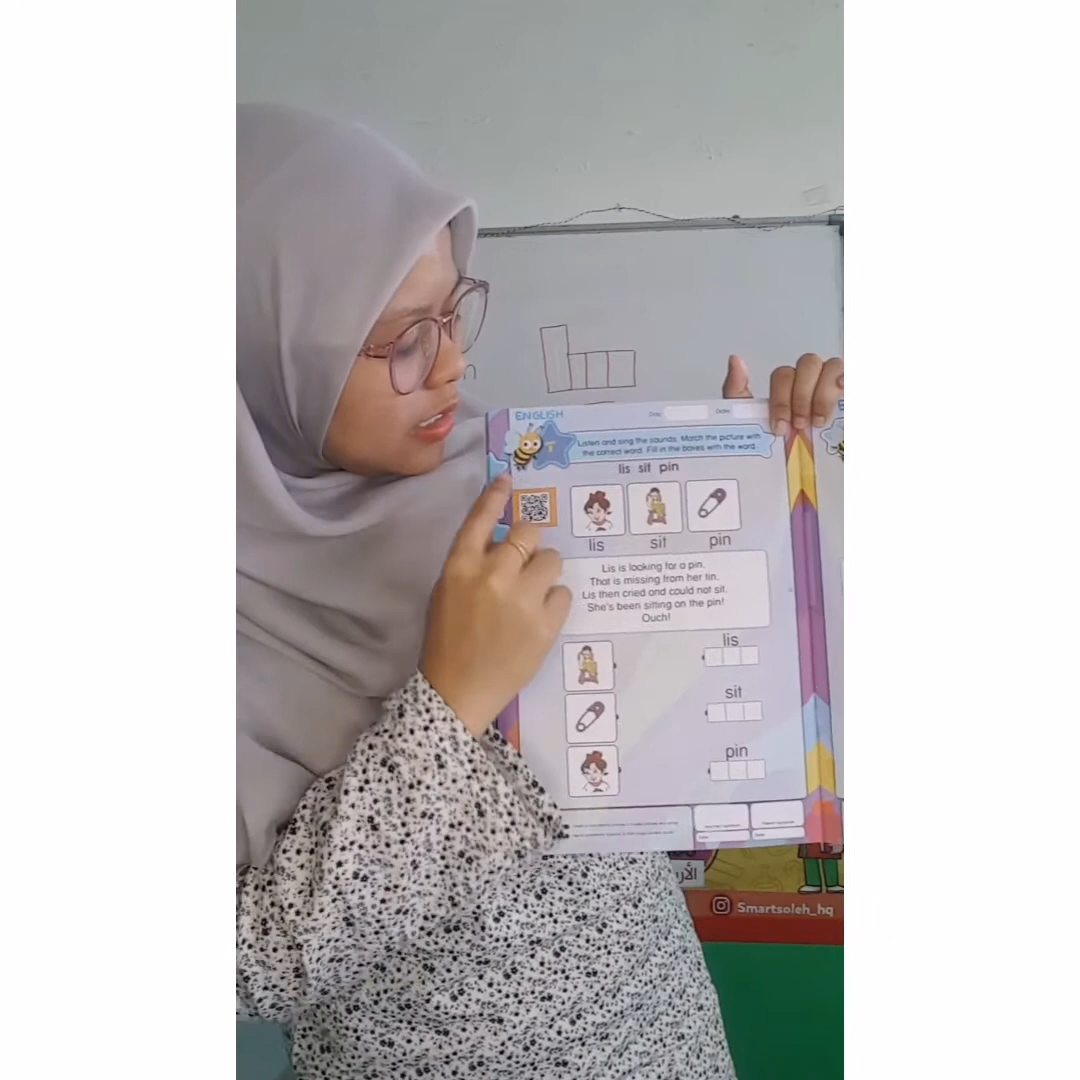 n
ENGLISH
Day:
Date:
Listen and sing the sounds. Match the picture with
the correct word. Fill in the boxes with the word.
lis sit pin
lis sit pin
Lis is looking for a pin.
That is missing from her tin.
Lis then cried and could not sit.
She's been sitting on the pin!
Ouch!
lis
sit
pin
Smartsoleh_hq